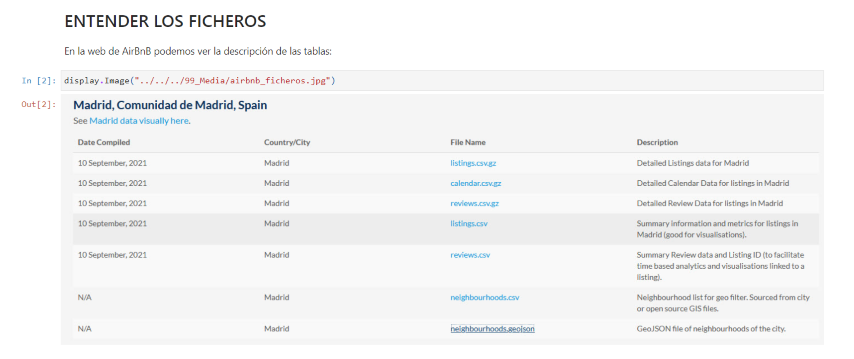 ENTENDER LOS FICHEROS
En la web de AirBnB podemos ver la descripción de las tablas:
In [2]: display.Image("../../../99_Media/airbnb_ficheros.jpg")
Out[2]:
Madrid, Comunidad de Madrid, Spain
See Madrid data visually here.
Date Compiled Country/City File Name Description
10 September, 2021 Madrid listings.csv.gz Detailed Listings data for Madrid
10 September, 2021 Madrid calendar.csv.gz Detailed Calendar Data for listings in Madrid
10 September, 2021 Madrid reviews.csv.gz Detailed Review Data for listings in Madrid
10 September, 2021 Madrid listings.csv Summary information and metrics for listings in
Madrid (good for visualisations).
10 September, 2021 Madrid reviews.csv Summary Review data and Listing ID (to facilitate
time based analytics and visualisations linked to a
listing).
N/A Madrid neighbourhoods.csv Neighbourhood list for geo filter. Sourced from city
or open source GIS files.
N/A Madrid neighbourhoods.geojson GeoJSON file of neighbourhoods of the city.